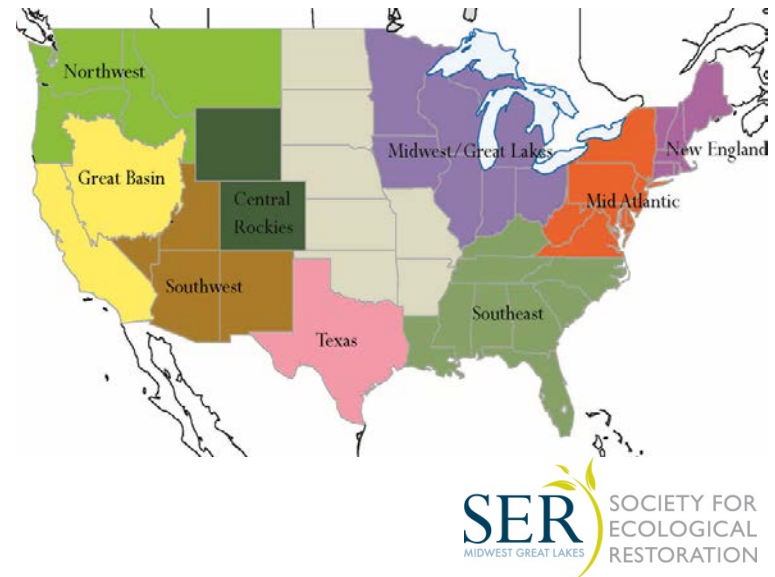 Northwest
Great Basin
Central
Rockies
Midwest/Great Lakes
New England
Mid Atlantic
Southwest
Southeast
Texas
SER
MIDWEST GREAT LAKES
SOCIETY FOR
ECOLOGICAL
RESTORATION